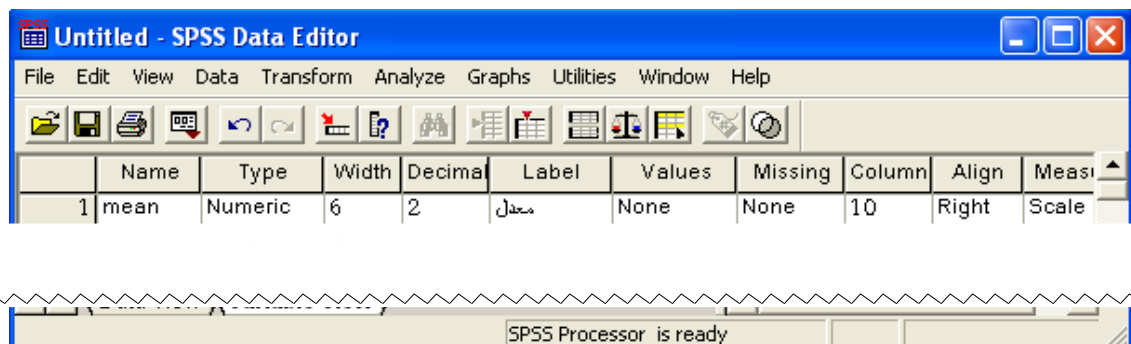 SPSS
Untitled - SPSS Data Editor
File Edit View Data Transform Analyze Graphs Utilities Window Help
Name Type Width Decimal Label Values Missing Column Align Measu
1 mean Numeric 6 2 معدل None None 10 Right Scale
SPSS Processor is ready